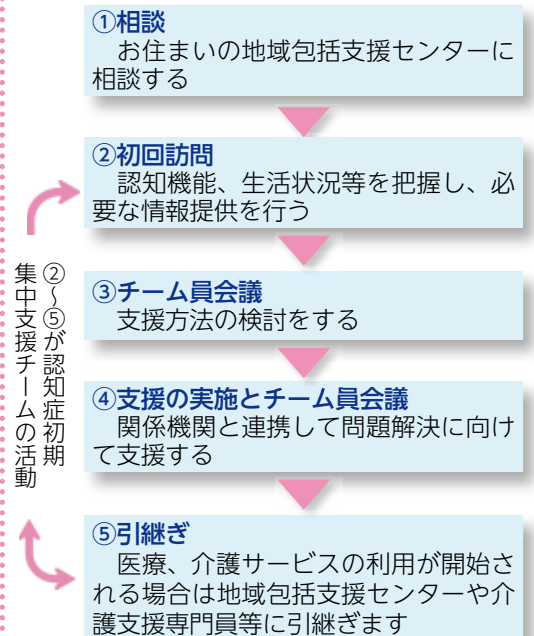 ①相談
お住まいの地域包括支援センターに
相談する
②初回訪問
認知機能、生活状況等を把握し、必
要な情報提供を行う
③チーム員会議
支援方法の検討をする
④支援の実施とチーム員会議
関係機関と連携して問題解決に向け
て支援する
⑤引継ぎ
医療、介護サービスの利用が開始さ
れる場合は地域包括支援センターや介
護支援専門員等に引継ぎます
②～⑤が認知症初期
集中支援チームの活動